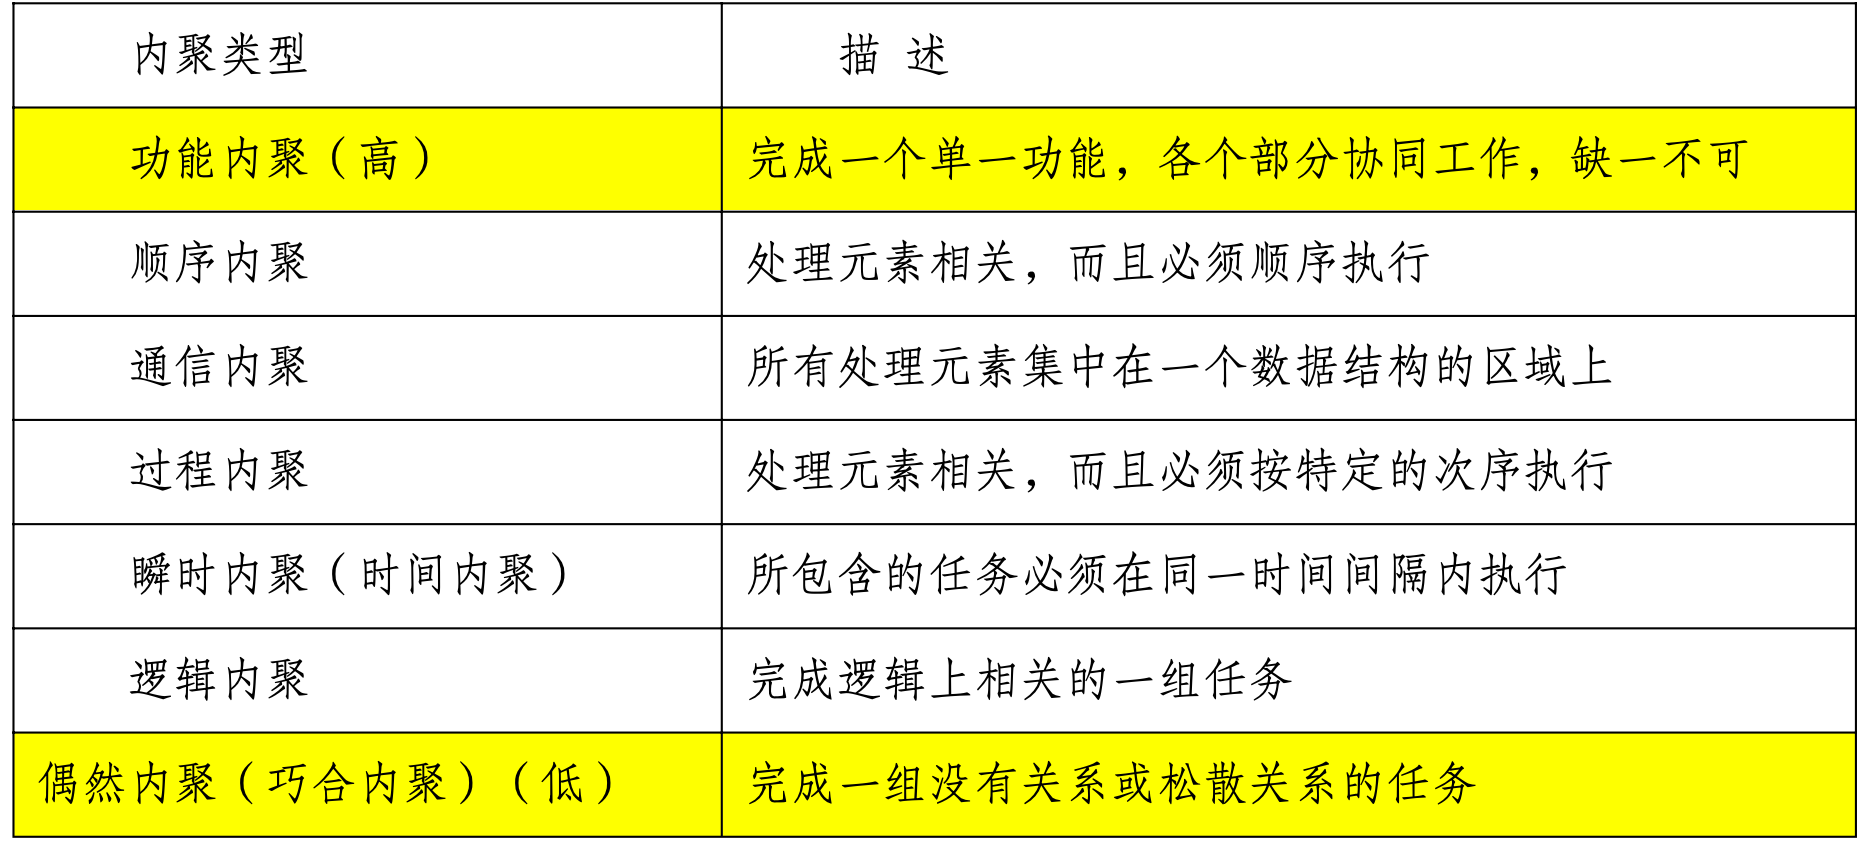 内聚类型 描 述
功能内聚（高） 完成一个单一功能，各个部分协同工作，缺一不可
顺序内聚 处理元素相关，而且必须顺序执行
通信内聚 所有处理元素集中在一个数据结构的区域上
过程内聚 处理元素相关，而且必须按特定的次序执行
瞬时内聚（时间内聚） 所包含的任务必须在同一时间间隔内执行
逻辑内聚 完成逻辑上相关的一组任务
偶然内聚（巧合内聚）（低） 完成一组没有关系或松散关系的任务